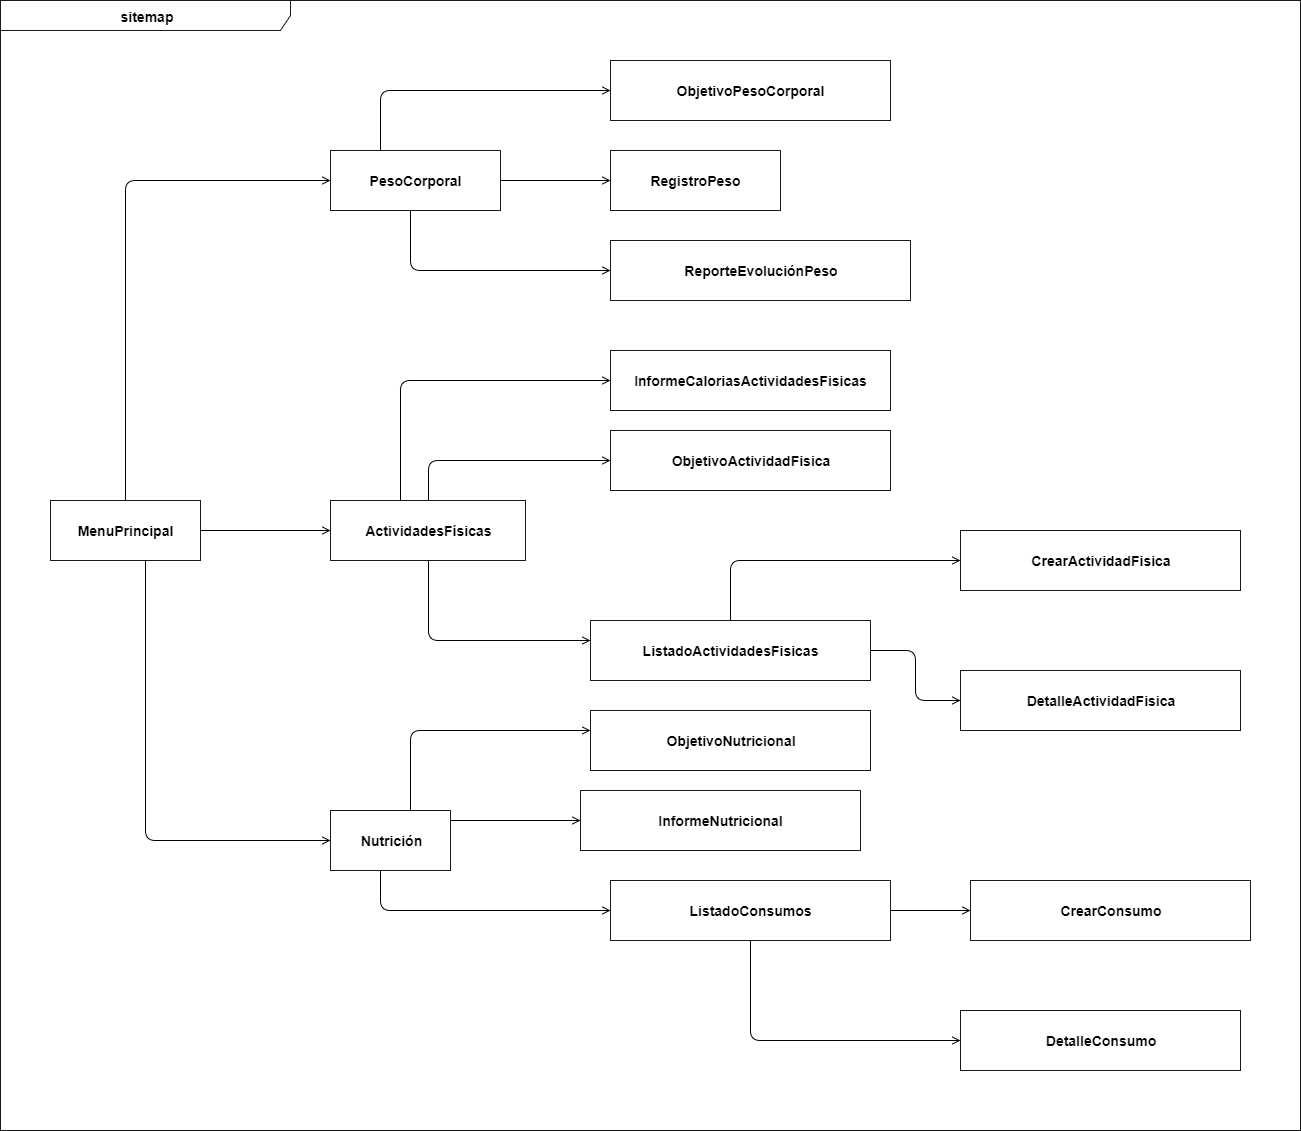 sitemap
ObjetivoPesoCorporal
PesoCorporal
RegistroPeso
ReporteEvoluciónPeso
InformeCaloriasActividadesFisicas
ObjetivoActividadFisica
MenuPrincipal
ActividadesFísicas
CrearActividadFisica
ListadoActividadesFisicas
DetalleActividadFisica
ObjetivoNutricional
InformeNutricional
Nutrición
ListadoConsumos
CrearConsumo
DetalleConsumo